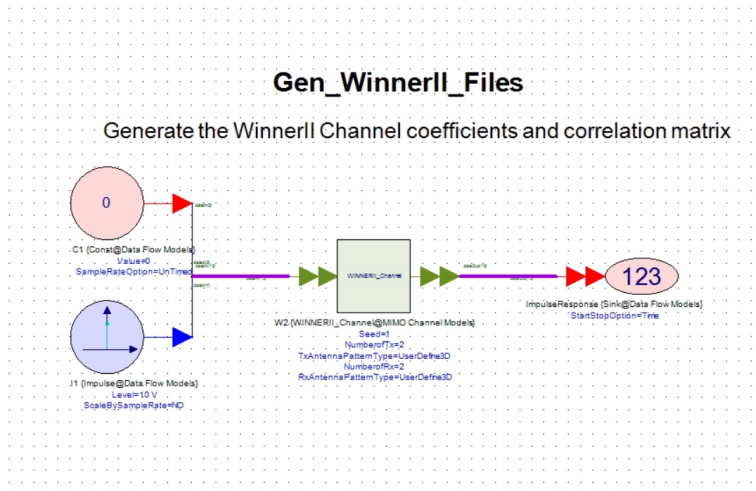 Gen_WinnerII_Files
Generate the WinnerII Channel coefficients and correlation matrix
0
C1 {Const@Data Flow Models}
Value=0
SampleRateOption=UnTimed
WINNERII_Channel
123
ImpulseResponse {Sink@Data Flow Models}
StartStopOption=Time
W2 {WINNERII_Channel@MIMO Channel Models}
Seed=1
NumberofTx=2
TxAntennaPatternType=UserDefine3D
NumberofRx=2
RxAntennaPatternType=UserDefine3D
I1 {Impulse@Data Flow Models}
Level=10 V
ScaleBySampleRate=NO